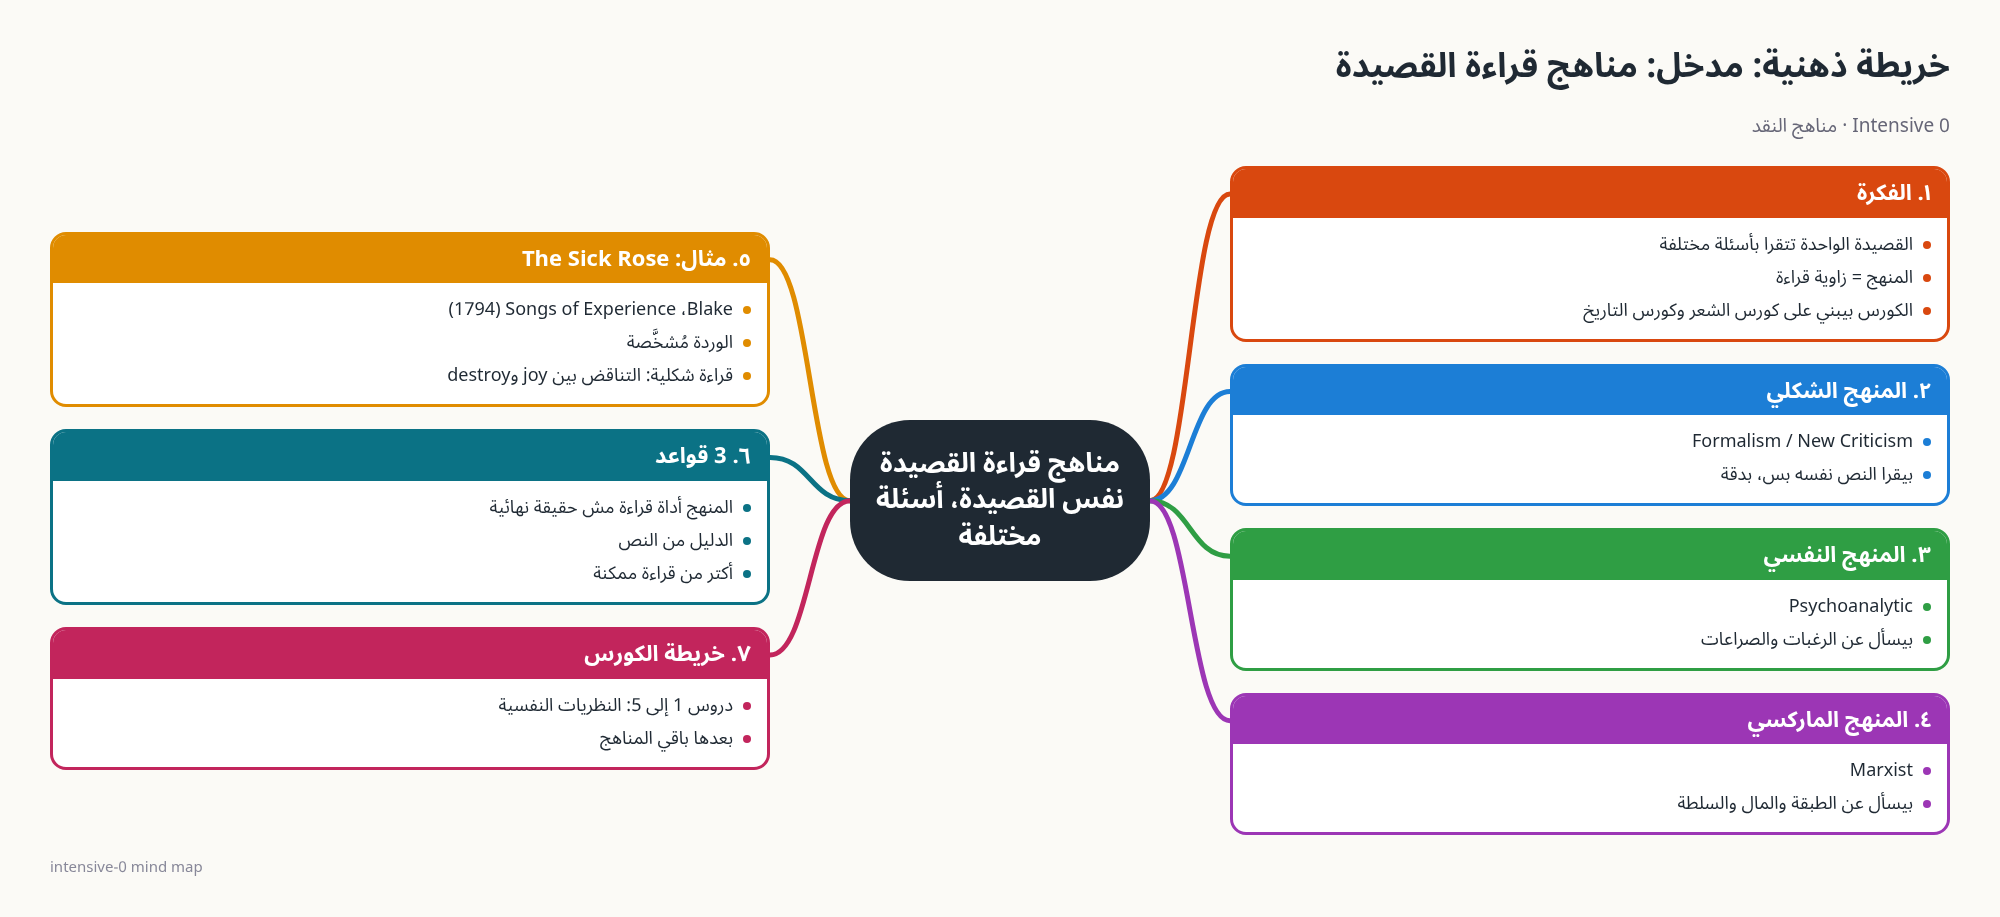 خريطة ذهنية: مدخل: مناهج قراءة القصيدة
Intensive 0 · مناهج النقد
١. الفكرة
القصيدة الواحدة تتقرا بأسئلة مختلفة
المنهج = زاوية قراءة
الكورس بيبني على كورس الشعر وكورس التاريخ
٢. المنهج الشكلي
Formalism / New Criticism
بيقرا النص نفسه بس، بدقة
٣. المنهج النفسي
Psychoanalytic
بيسأل عن الرغبات والصراعات
٤. المنهج الماركسي
Marxist
بيسأل عن الطبقة والمال والسلطة
مناهج قراءة القصيدة
نفس القصيدة، أسئلة
مختلفة
٥. مثال: The Sick Rose
Blake، Songs of Experience (1794)
الوردة مُشخَّصة
قراءة شكلية: التناقض بين joy وdestroy
٦. 3 قواعد
المنهج أداة قراءة مش حقيقة نهائية
الدليل من النص
أكتر من قراءة ممكنة
٧. خريطة الكورس
دروس 1 إلى 5: النظريات النفسية
بعدها باقي المناهج
intensive-0 mind map